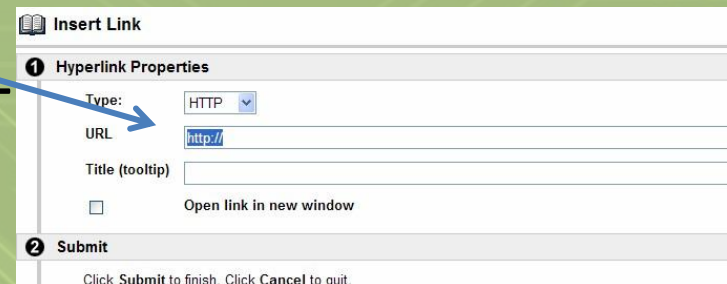 Insert Link
1 Hyperlink Properties
Type: HTTP
URL http://
Title (tooltip)
Open link in new window
2 Submit
Click Submit to finish. Click Cancel to quit.